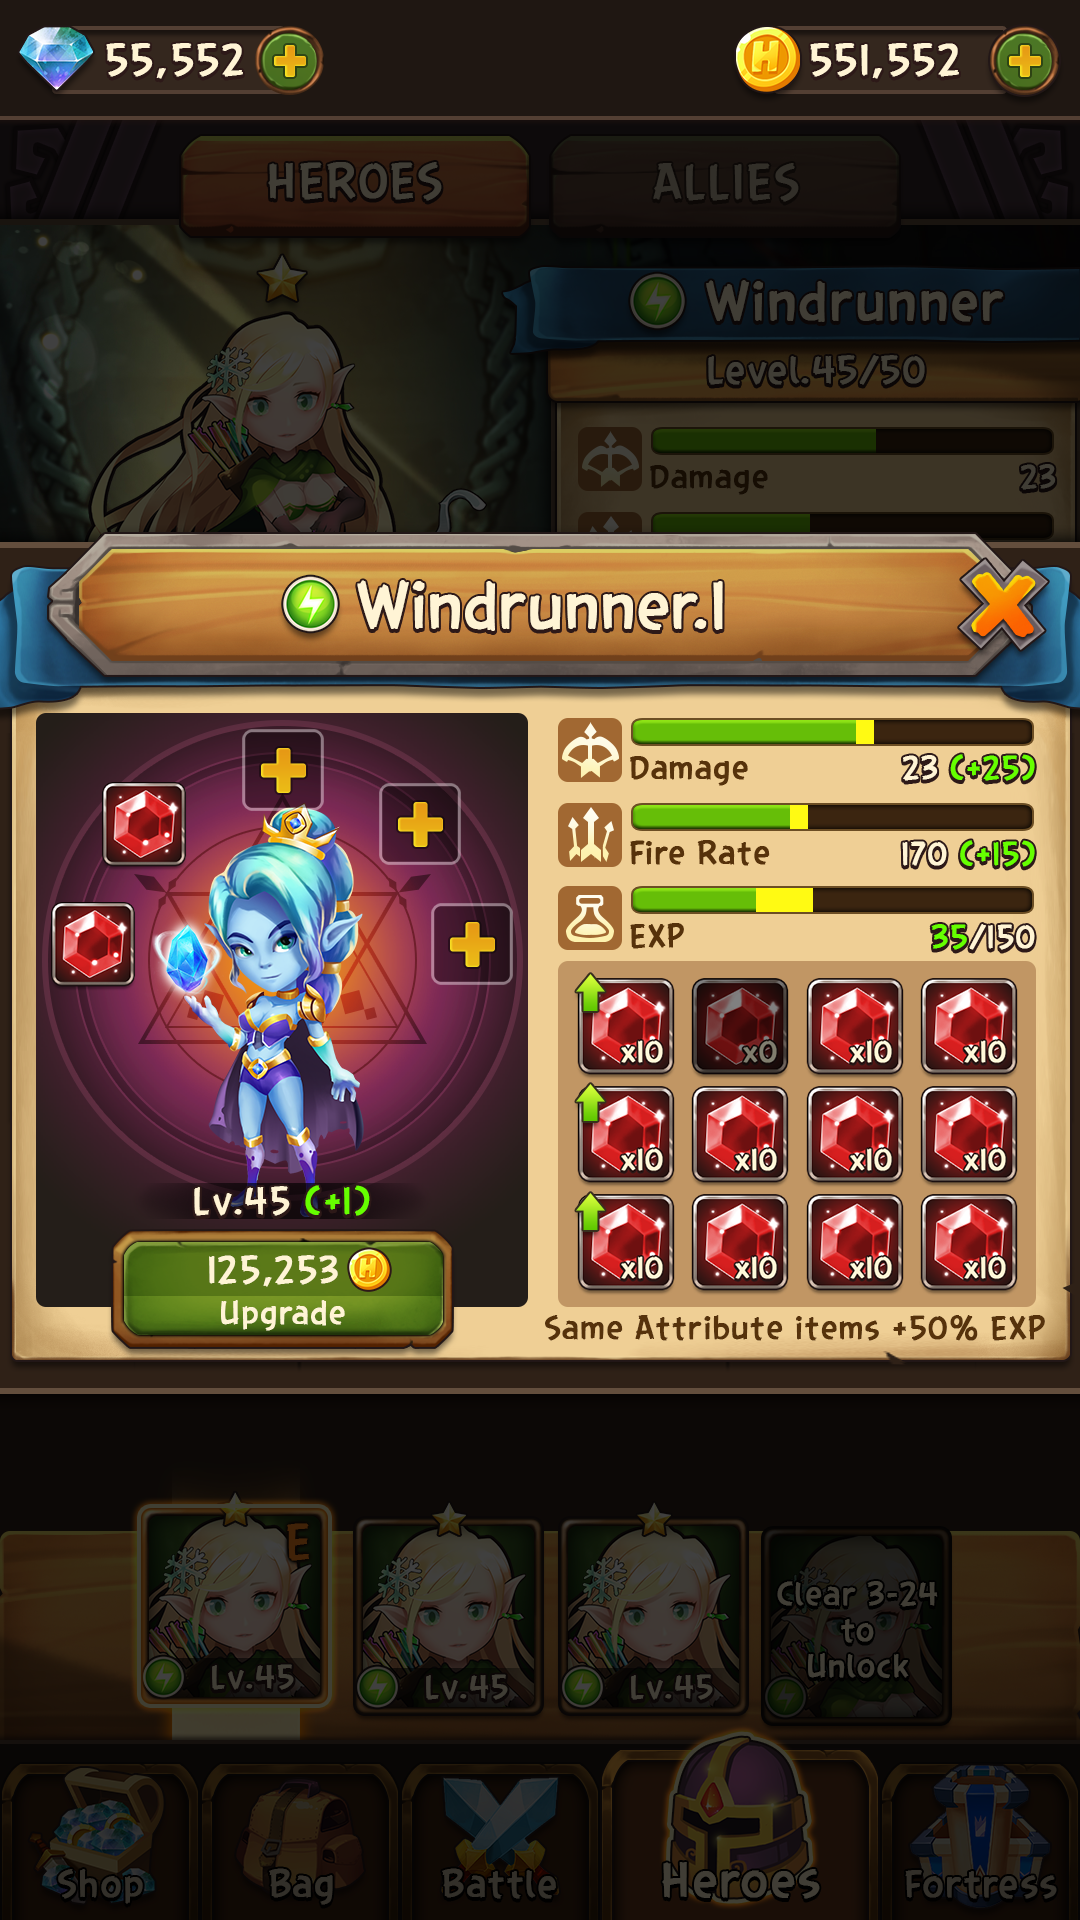 55,552
551,552
HEROES
ALLIES
Windrunner
Level.45/50
Damage
23
Windrunner.1
Damage
23 (+25)
Fire Rate
170 (+15)
EXP
35/150
x10
x0
x10
x10
x10
x10
x10
x10
x10
x10
x10
x10
Lv.45 (+1)
125,253
Upgrade
Same Attribute items +50% EXP
E
Lv.45
Lv.45
Lv.45
Clear 3-24
to
Unlock
Shop
Bag
Battle
Heroes
Fortress